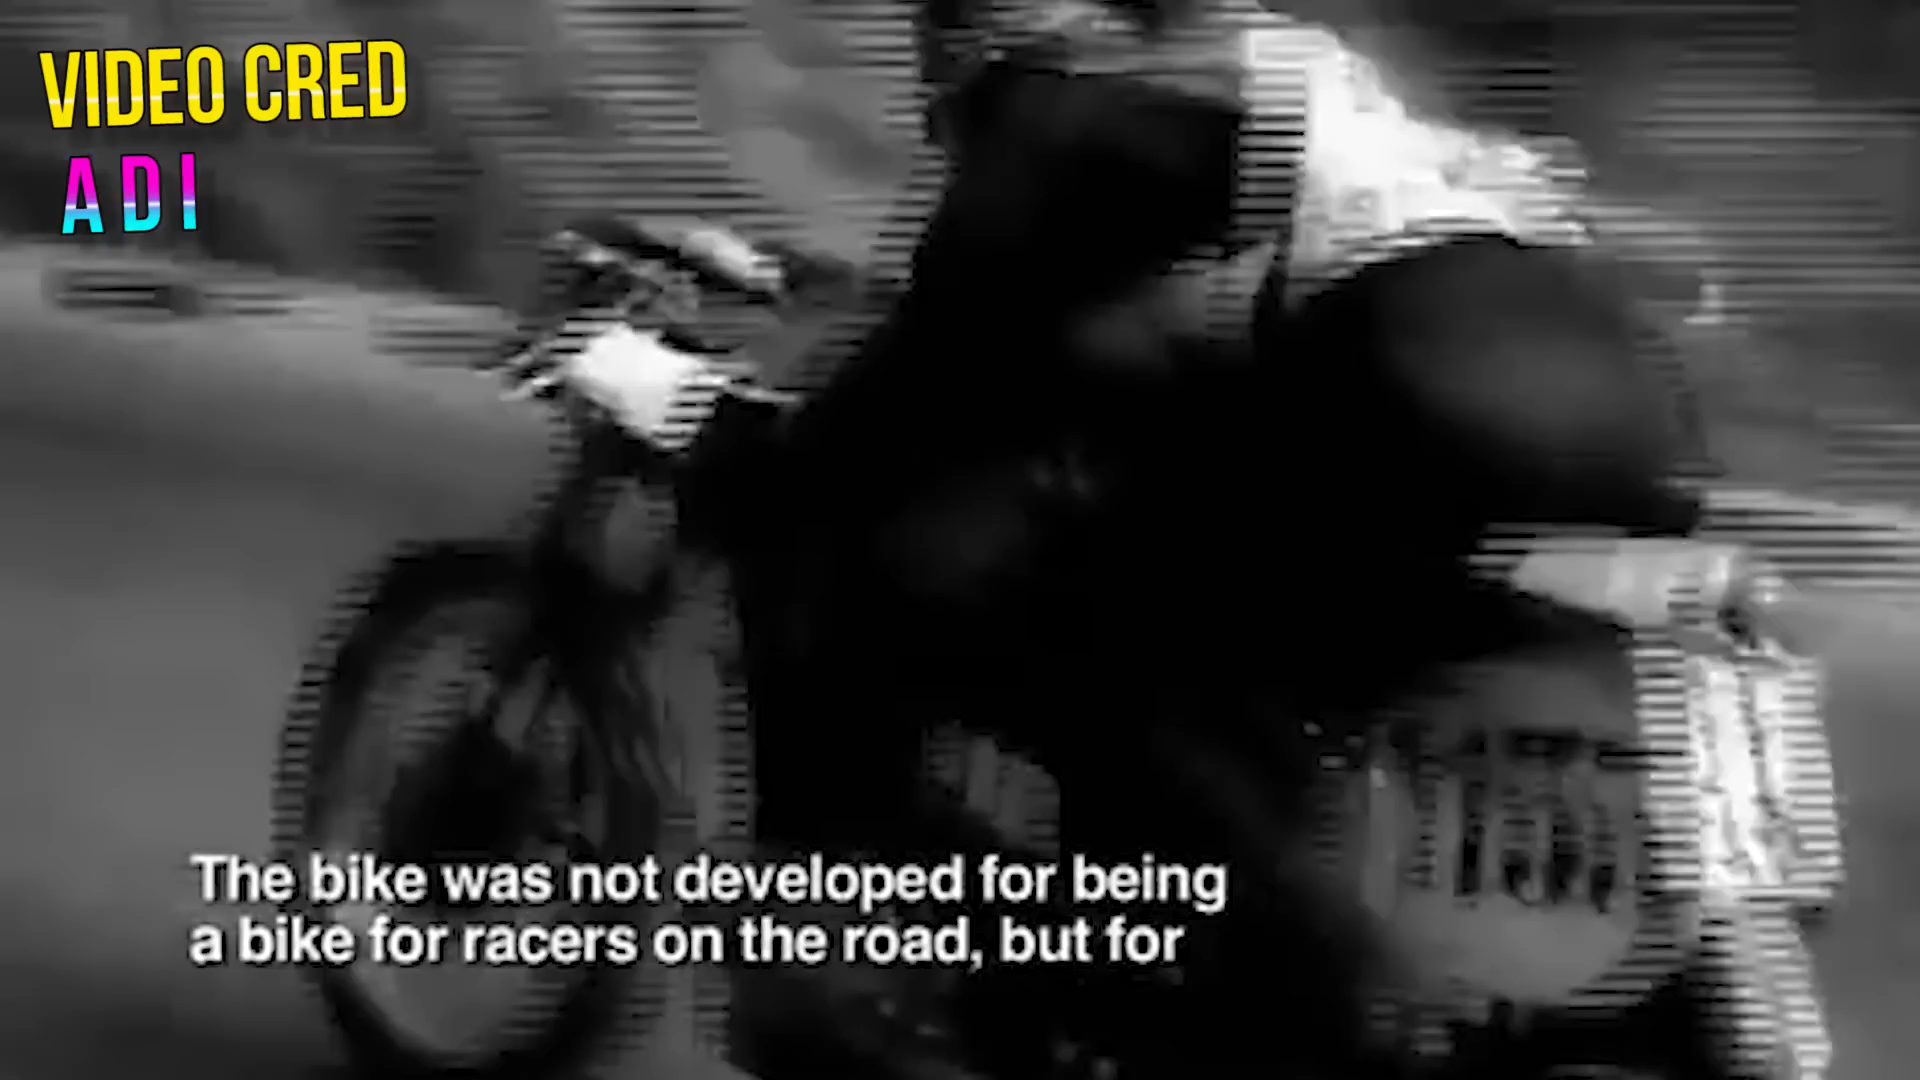 VIDEO CRED
ADI
The bike was not developed for being
a bike for racers on the road, but for